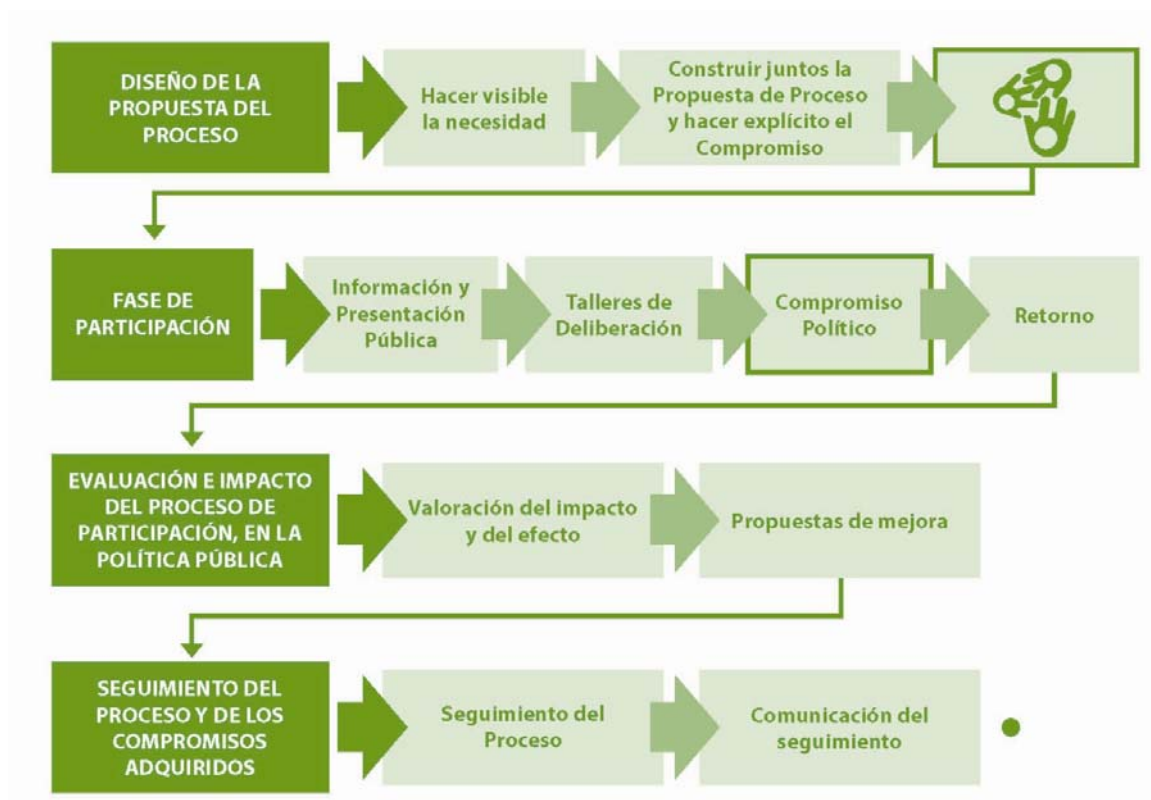 DISEÑO DE LA
PROPUESTA DEL
PROCESO
Hacer visible
la necesidad
Construir juntos la
Propuesta de Proceso
y hacer explícito el
Compromiso
FASE DE
PARTICIPACIÓN
Información y
Presentación
Pública
Talleres de
Deliberación
Compromiso
Político
Retorno
EVALUACIÓN E IMPACTO
DEL PROCESO DE
PARTICIPACIÓN, EN LA
POLÍTICA PÚBLICA
Valoración del impacto
y del efecto
Propuestas de mejora
SEGUIMIENTO DEL
PROCESO Y DE LOS
COMPROMISOS
ADQUIRIDOS
Seguimiento del
Proceso
Comunicación del
seguimiento